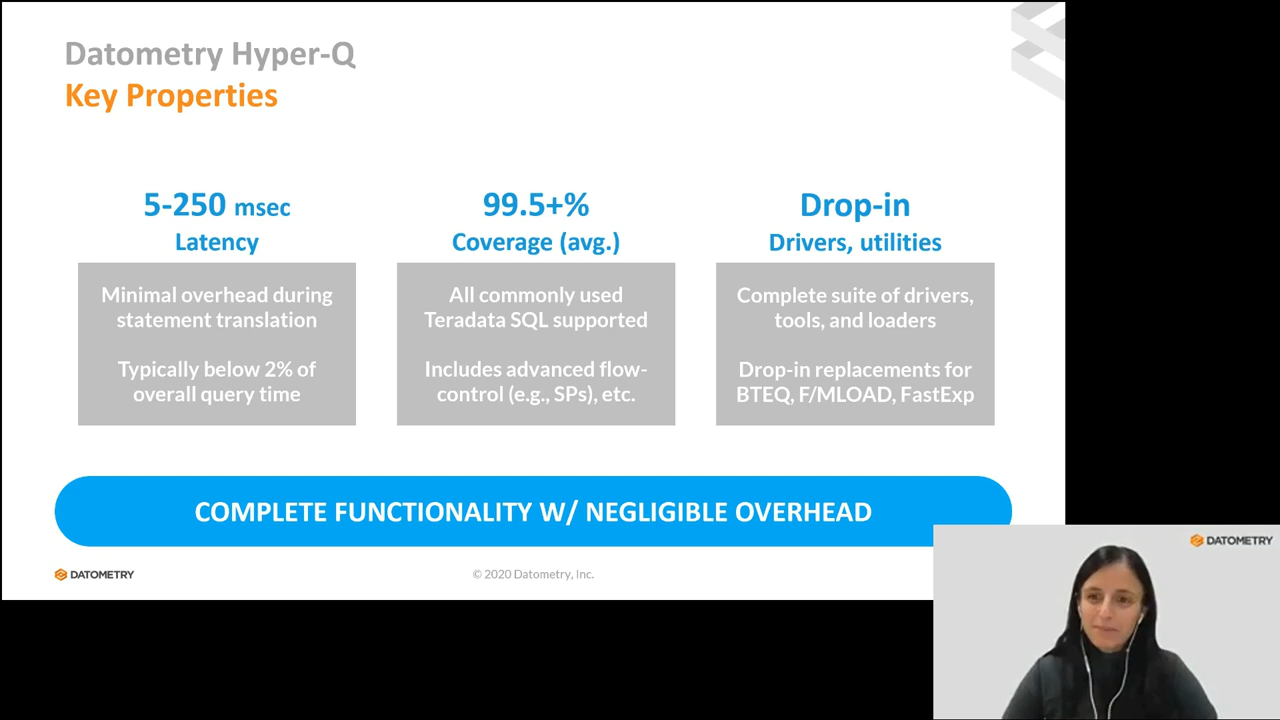 Datometry Hyper-Q
Key Properties
5-250 msec
Latency
Minimal overhead during
statement translation
Typically below 2% of
overall query time
99.5+%
Coverage (avg.)
All commonly used
Teradata SQL supported
Includes advanced flow-
control (e.g., SPs), etc.
Drop-in
Drivers, utilities
Complete suite of drivers,
tools, and loaders
Drop-in replacements for
BTEQ, F/MLOAD, FastExp
COMPLETE FUNCTIONALITY W/ NEGLIGIBLE OVERHEAD
DATOMETRY
© 2020 Datometry, Inc.
DATOMETRY